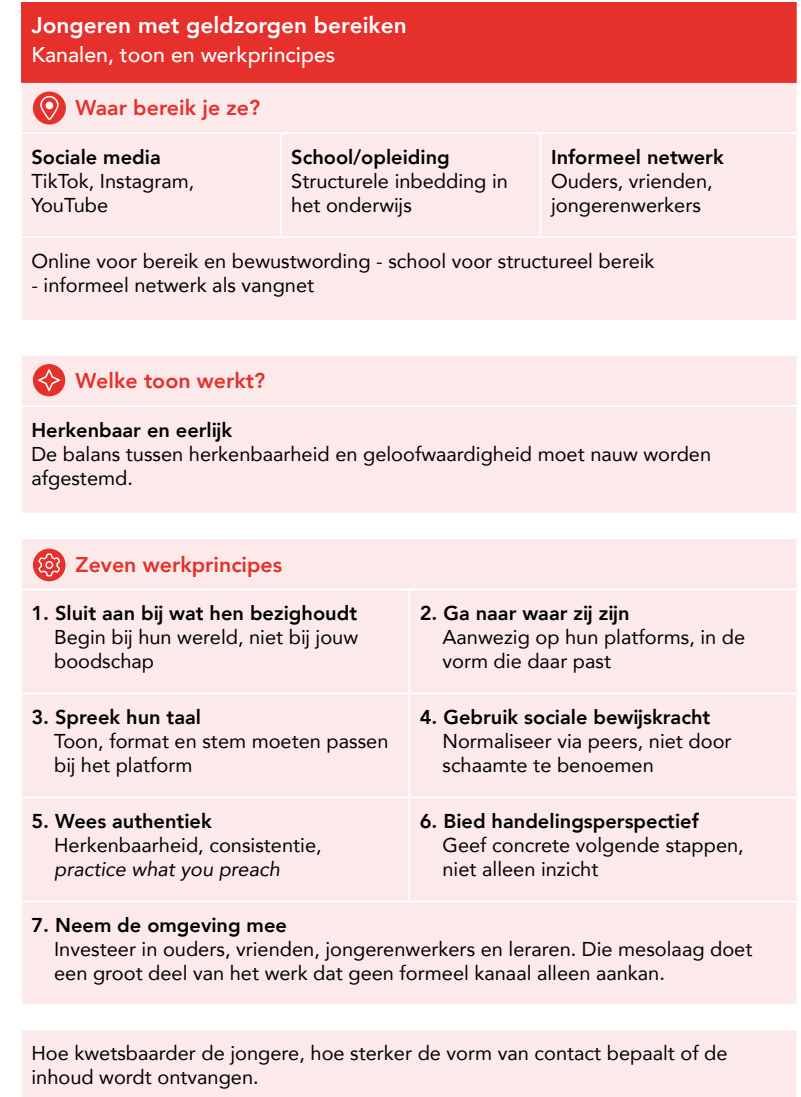 Jongeren met geldzorgen bereiken
Kanalen, toon en werkprincipes
Waar bereik je ze?
Sociale media
TikTok, Instagram,
YouTube
School/opleiding
Structurele inbedding in
het onderwijs
Informeel netwerk
Ouders, vrienden,
jongerenwerkers
Online voor bereik en bewustwording - school voor structureel bereik
- informeel netwerk als vangnet
Welke toon werkt?
Herkenbaar en eerlijk
De balans tussen herkenbaarheid en geloofwaardigheid moet nauw worden
afgestemd.
Zeven werkprincipes
1. Sluit aan bij wat hen bezighoudt
Begin bij hun wereld, niet bij jouw
boodschap
2. Ga naar waar zij zijn
Aanwezig op hun platforms, in de
vorm die daar past
3. Spreek hun taal
Toon, format en stem moeten passen
bij het platform
4. Gebruik sociale bewijskracht
Normaliseer via peers, niet door
schaamte te benoemen
5. Wees authentiek
Herkenbaarheid, consistentie,
practice what you preach
6. Bied handelingsperspectief
Geef concrete volgende stappen,
niet alleen inzicht
7. Neem de omgeving mee
Investeer in ouders, vrienden, jongerenwerkers en leraren. Die mesolaag doet
een groot deel van het werk dat geen formeel kanaal alleen aankan.
Hoe kwetsbaarder de jongere, hoe sterker de vorm van contact bepaalt of de
inhoud wordt ontvangen.